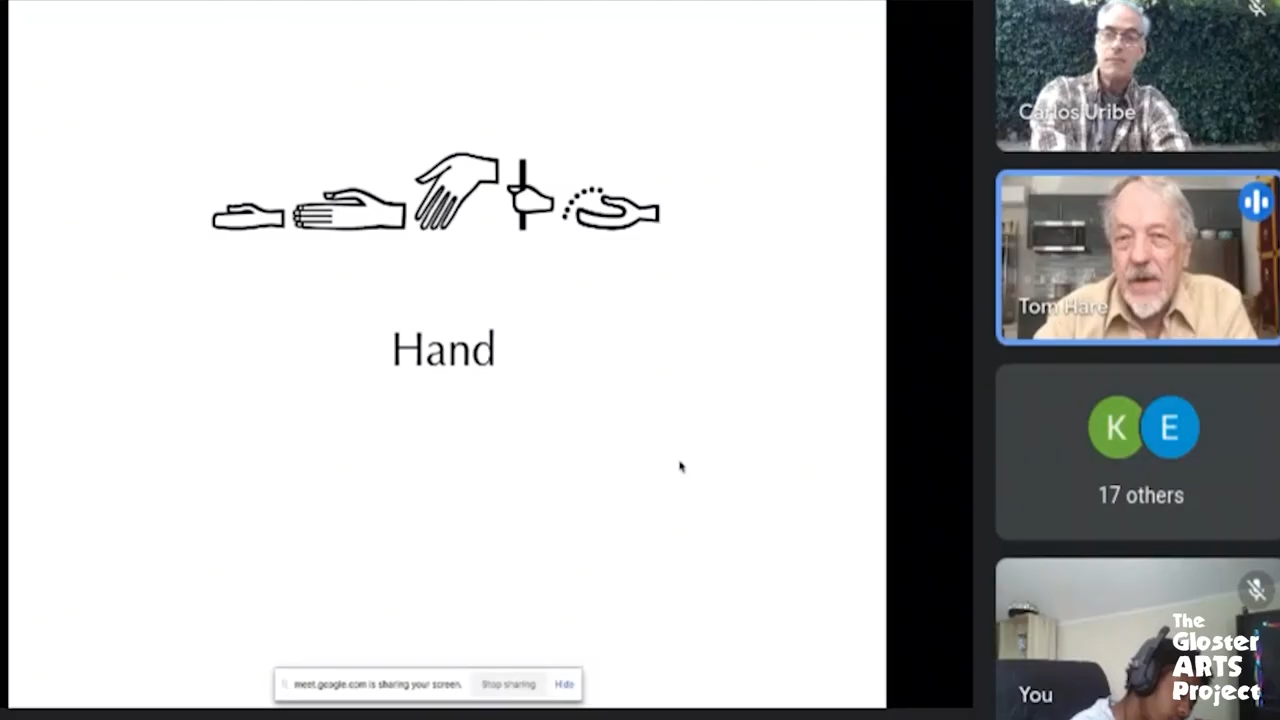 Hand
meet.google.com is sharing your screen.
Stop sharing
Hide
Carlos Uribe
Tom Hare
K
E
17 others
You
The
Gloster
ARTS
Project